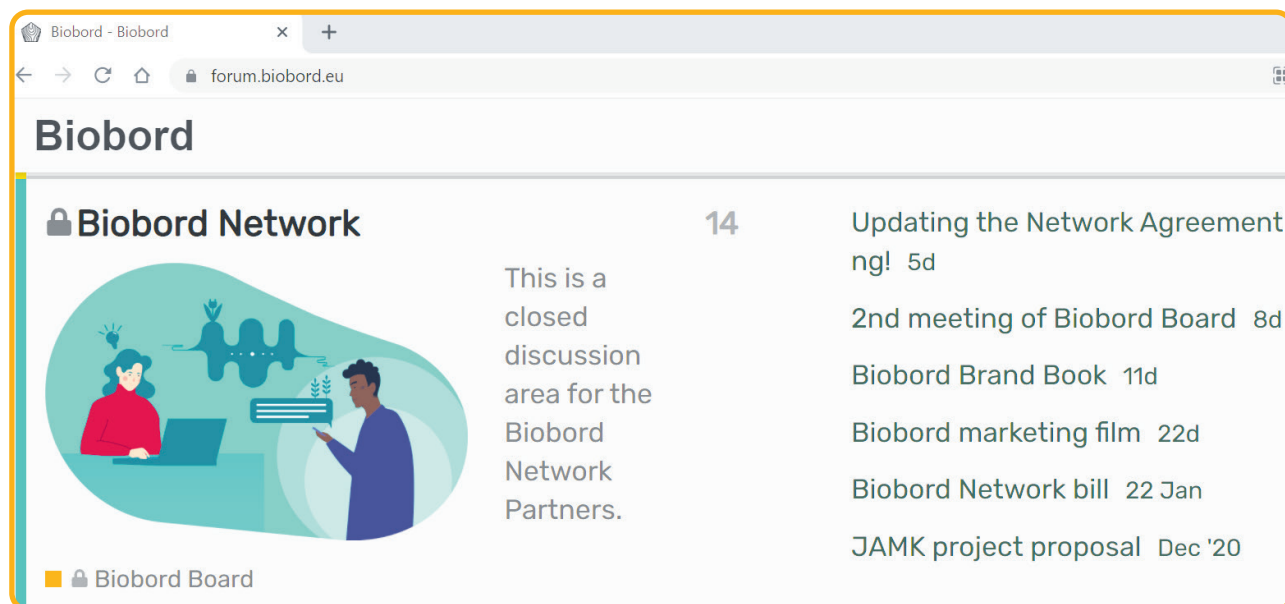 Biobord - Biobord
forum.biobord.eu
Biobord
Biobord Network
14
This is a
closed
discussion
area for the
Biobord
Network
Partners.
Biobord Board
Updating the Network Agreement
ng! 5d
2nd meeting of Biobord Board 8d
Biobord Brand Book 11d
Biobord marketing film 22d
Biobord Network bill 22 Jan
JAMK project proposal Dec '20